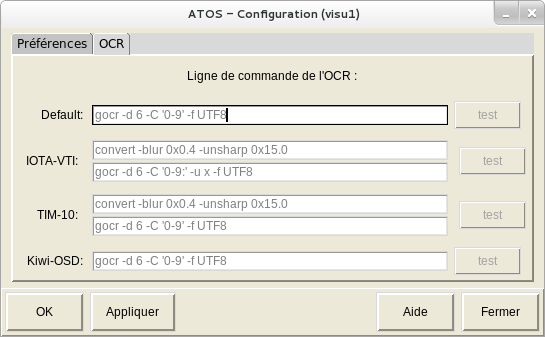 ATOS - Configuration (visu1)
Préférences OCR
Ligne de commande de l'OCR :
Default: gocr -d 6 -C '0-9' -f UTF8 test
convert -blur 0x0.4 -unsharp 0x15.0
IOTA-VTI: test
gocr -d 6 -C '0-9:' -u x -f UTF8
convert -blur 0x0.4 -unsharp 0x15.0
TIM-10: test
gocr -d 6 -C '0-9' -f UTF8
Kiwi-OSD: gocr -d 6 -C '0-9' -f UTF8 test
OK Appliquer Aide Fermer